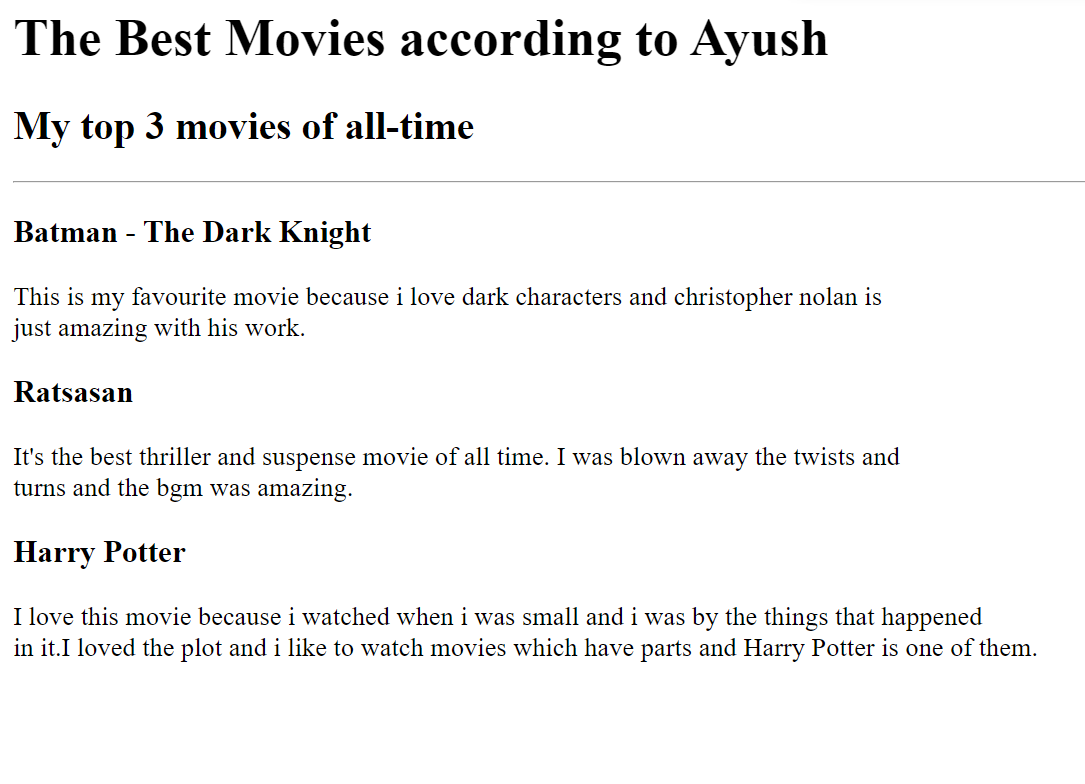 The Best Movies according to Ayush
My top 3 movies of all-time
Batman - The Dark Knight
This is my favourite movie because i love dark characters and christopher nolan is
just amazing with his work.
Ratsasan
It's the best thriller and suspense movie of all time. I was blown away the twists and
turns and the bgm was amazing.
Harry Potter
I love this movie because i watched when i was small and i was by the things that happened
in it.I loved the plot and i like to watch movies which have parts and Harry Potter is one of them.